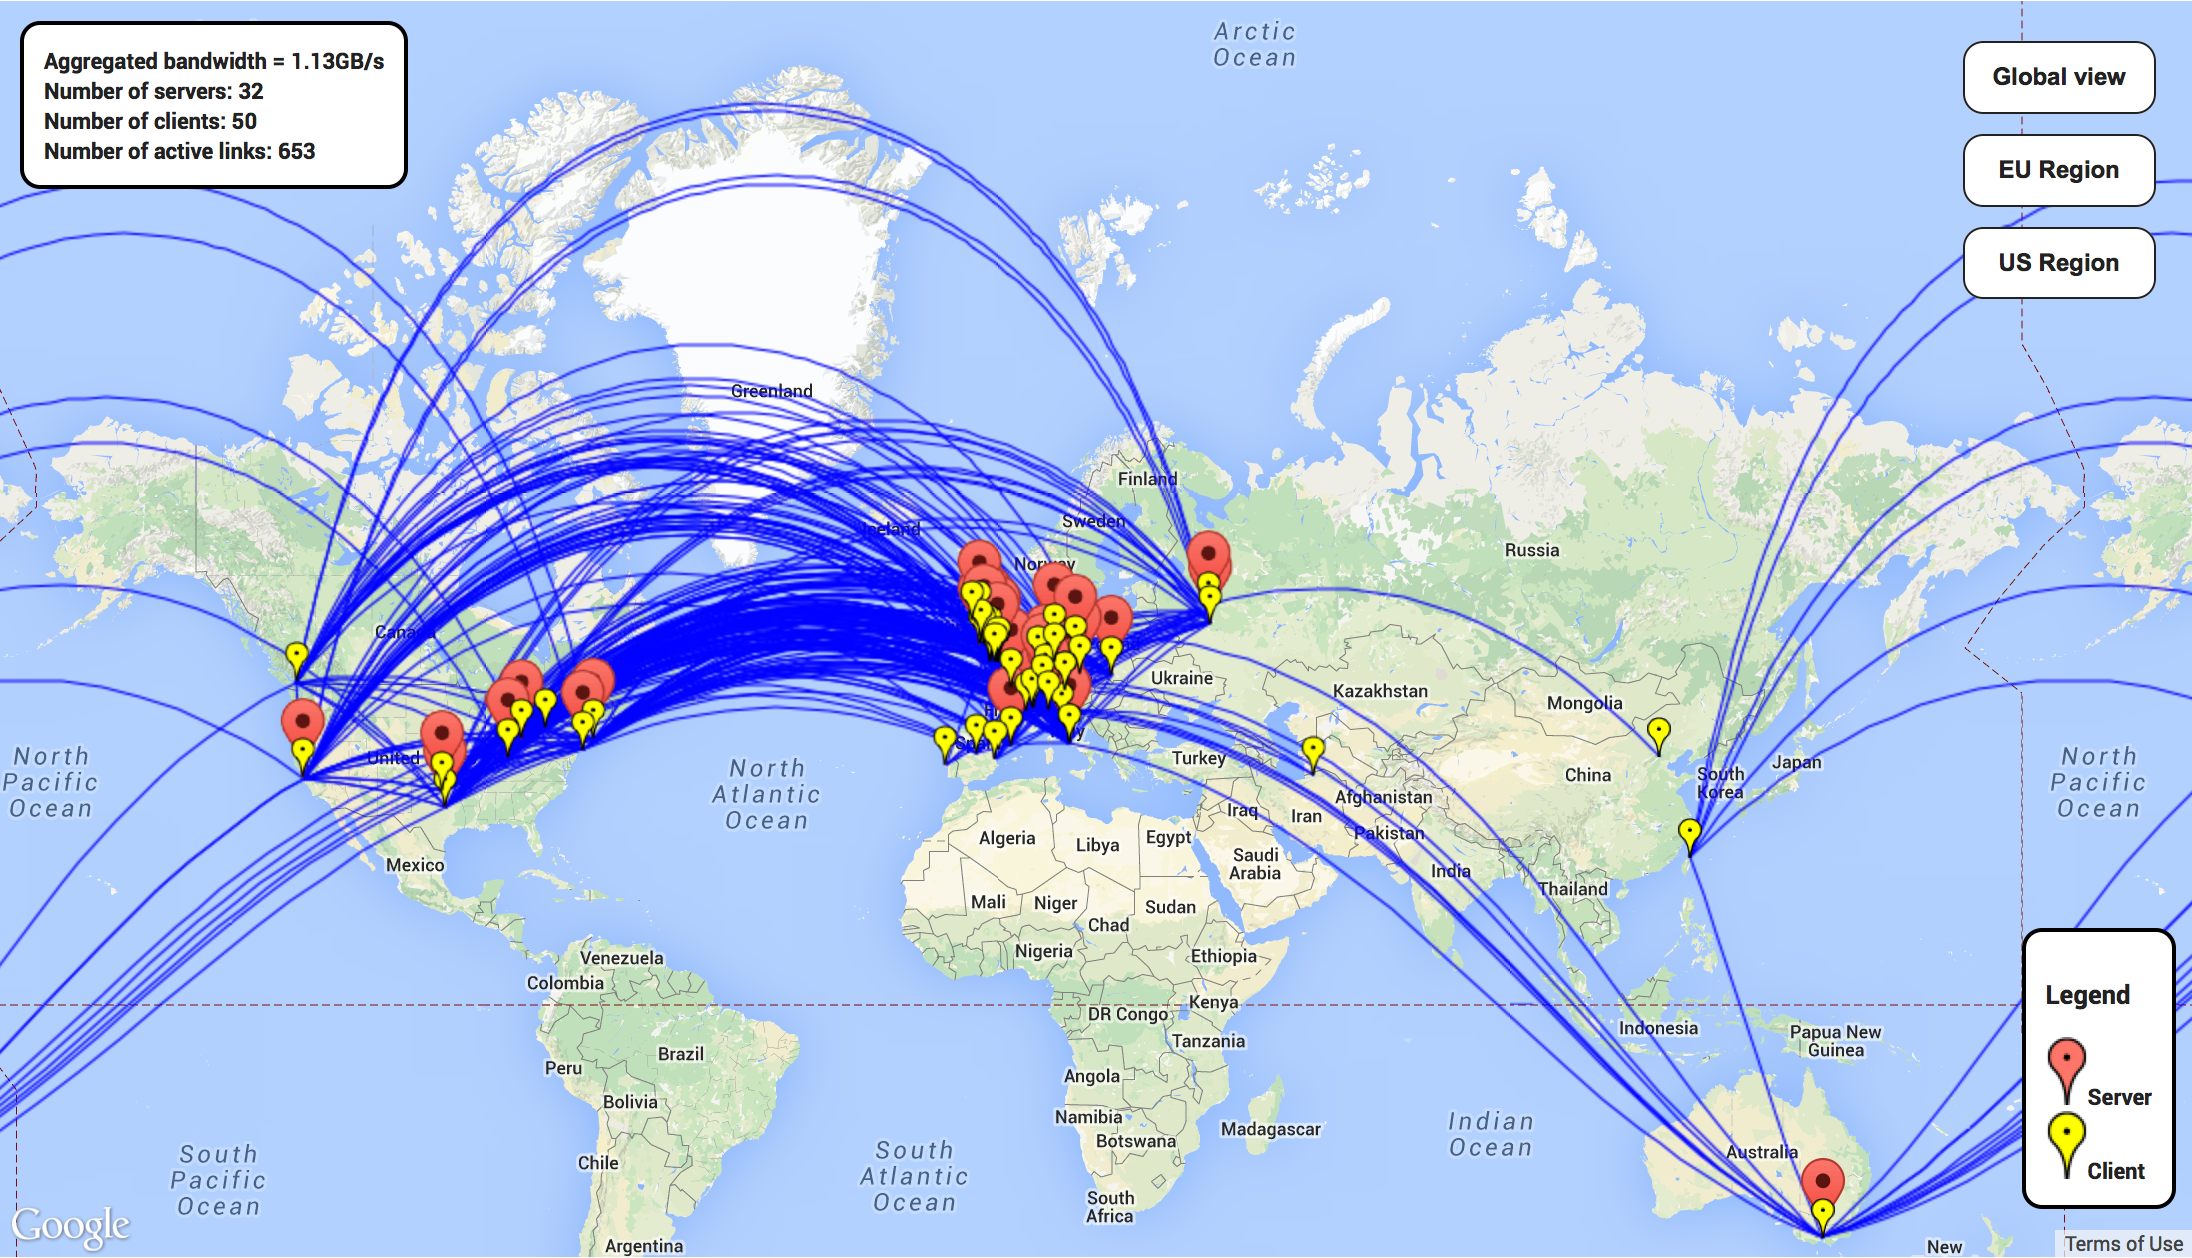 Aggregated bandwidth = 1.13GB/s
Number of servers: 32
Number of clients: 50
Number of active links: 653
Global view
EU Region
US Region
Arctic
Ocean
Greenland
Iceland
Finland
Sweden
Norway
Russia
Canada
United
Mexico
Ukraine
Kazakhstan
Mongolia
China
South
Korea
Japan
Turkey
Afghanistan
Iraq
Iran
Pakistan
Saudi
Arabia
India
Thailand
North
Pacific
Ocean
North
Atlantic
Ocean
North
Pacific
Ocean
Algeria
Libya
Egypt
Mali
Niger
Sudan
Chad
Nigeria
Ethiopia
Venezuela
Colombia
Kenya
DR Congo
Tanzania
Indonesia
Papua New
Guinea
Brazil
Peru
Bolivia
Angola
Namibia
Botswana
Madagascar
Chile
South
Africa
Argentina
South
Pacific
Ocean
South
Atlantic
Ocean
Indian
Ocean
Australia
New
Legend
Server
Client
Google
Terms of Use